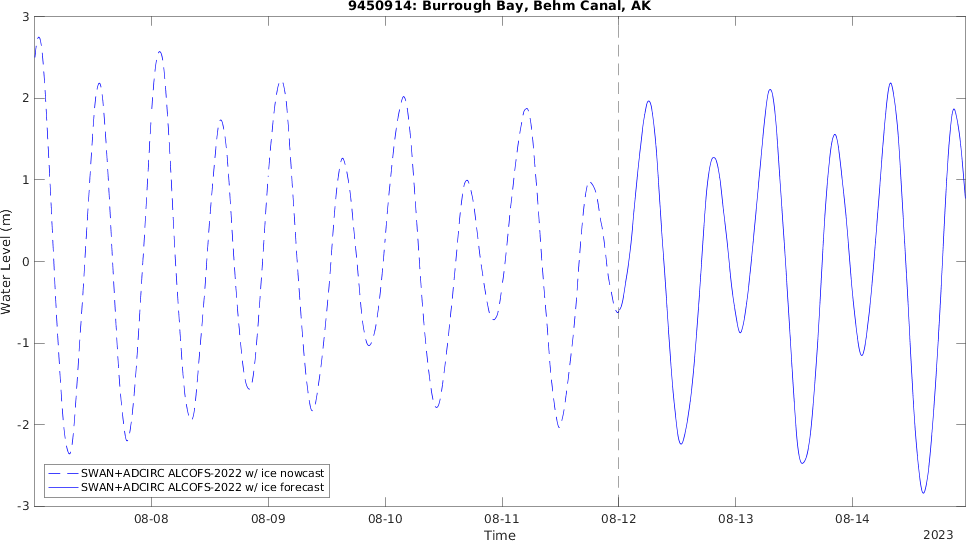 9450914: Burrough Bay, Behm Canal, AK
3
2
1
0
-1
-2
-3
Water Level (m)
SWAN+ADCIRC ALCOFS-2022 w/ ice nowcast
SWAN+ADCIRC ALCOFS-2022 w/ ice forecast
08-08 08-09 08-10 08-11 08-12 08-13 08-14
Time
2023